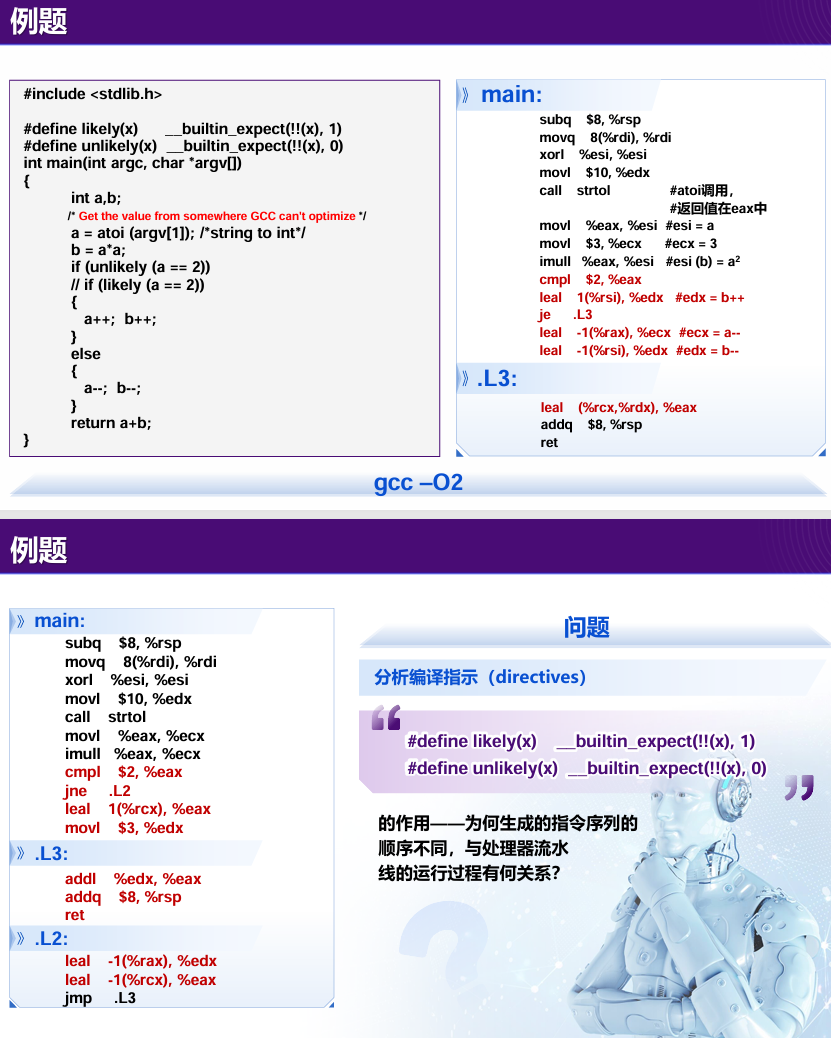 例题
#include <stdlib.h>
#define likely(x) __builtin_expect(!!(x), 1)
#define unlikely(x) __builtin_expect(!!(x), 0)
int main(int argc, char *argv[])
{
int a,b;
/* Get the value from somewhere GCC can't optimize */
a = atoi (argv[1]); /*string to int*/
b = a*a;
if (unlikely (a == 2))
// if (likely (a == 2))
{
a++; b++;
}
else
{
a--; b--;
}
return a+b;
}
》 main:
subq $8, %rsp
movq 8(%rdi), %rdi
xorl %esi, %esi
movl $10, %edx
call strtol #atoi调用，
#返回值在eax中
movl %eax, %esi #esi = a
movl $3, %ecx #ecx = 3
imull %eax, %esi #esi (b) = a²
cmpl $2, %eax
leal 1(%rsi), %edx #edx = b++
je .L3
leal -1(%rax), %ecx #ecx = a--
leal -1(%rsi), %edx #edx = b--
》 .L3:
leal (%rcx,%rdx), %eax
addq $8, %rsp
ret
gcc –O2
例题
》 main:
subq $8, %rsp
movq 8(%rdi), %rdi
xorl %esi, %esi
movl $10, %edx
call strtol
movl %eax, %ecx
imull %eax, %ecx
cmpl $2, %eax
jne .L2
leal 1(%rcx), %eax
movl $3, %edx
》 .L3:
addl %edx, %eax
addq $8, %rsp
ret
》 .L2:
leal -1(%rax), %edx
leal -1(%rcx), %eax
jmp .L3
问题
分析编译指示（directives）
“
#define likely(x) __builtin_expect(!!(x), 1)
#define unlikely(x) __builtin_expect(!!(x), 0)
”
的作用——为何生成的指令序列的
顺序不同，与处理器流水
线的运行过程有何关系？
?